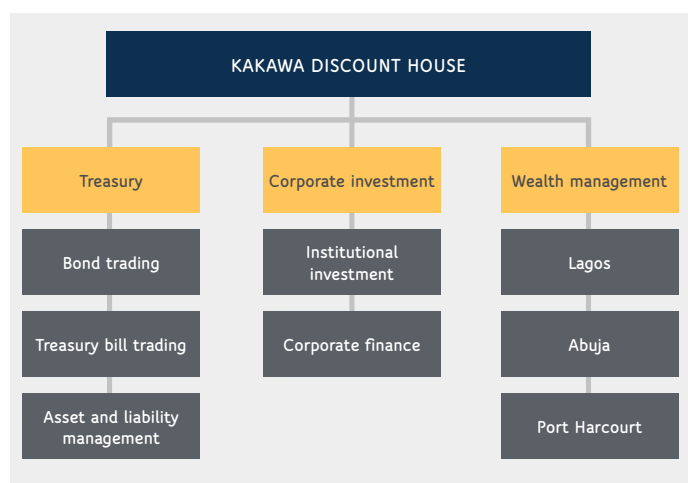 KAKAWA DISCOUNT HOUSE
Treasury
Corporate investment
Wealth management
Bond trading
Institutional
investment
Lagos
Treasury bill trading
Corporate finance
Abuja
Asset and liability
management
Port Harcourt